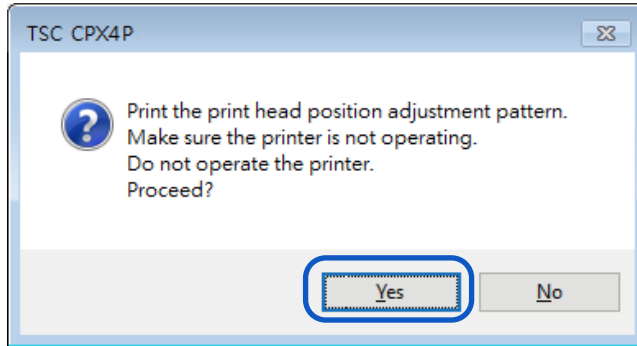 TSC CPX4P
Print the print head position adjustment pattern.
Make sure the printer is not operating.
Do not operate the printer.
Proceed?
Yes
No